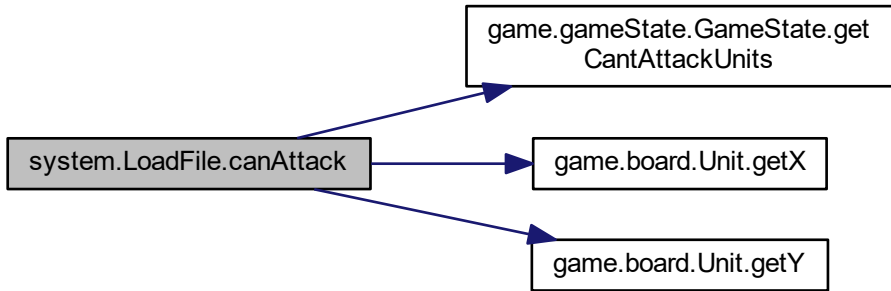 game.gameState.GameState.get
CantAttackUnits
system.LoadFile.canAttack
game.board.Unit.getX
game.board.Unit.getY